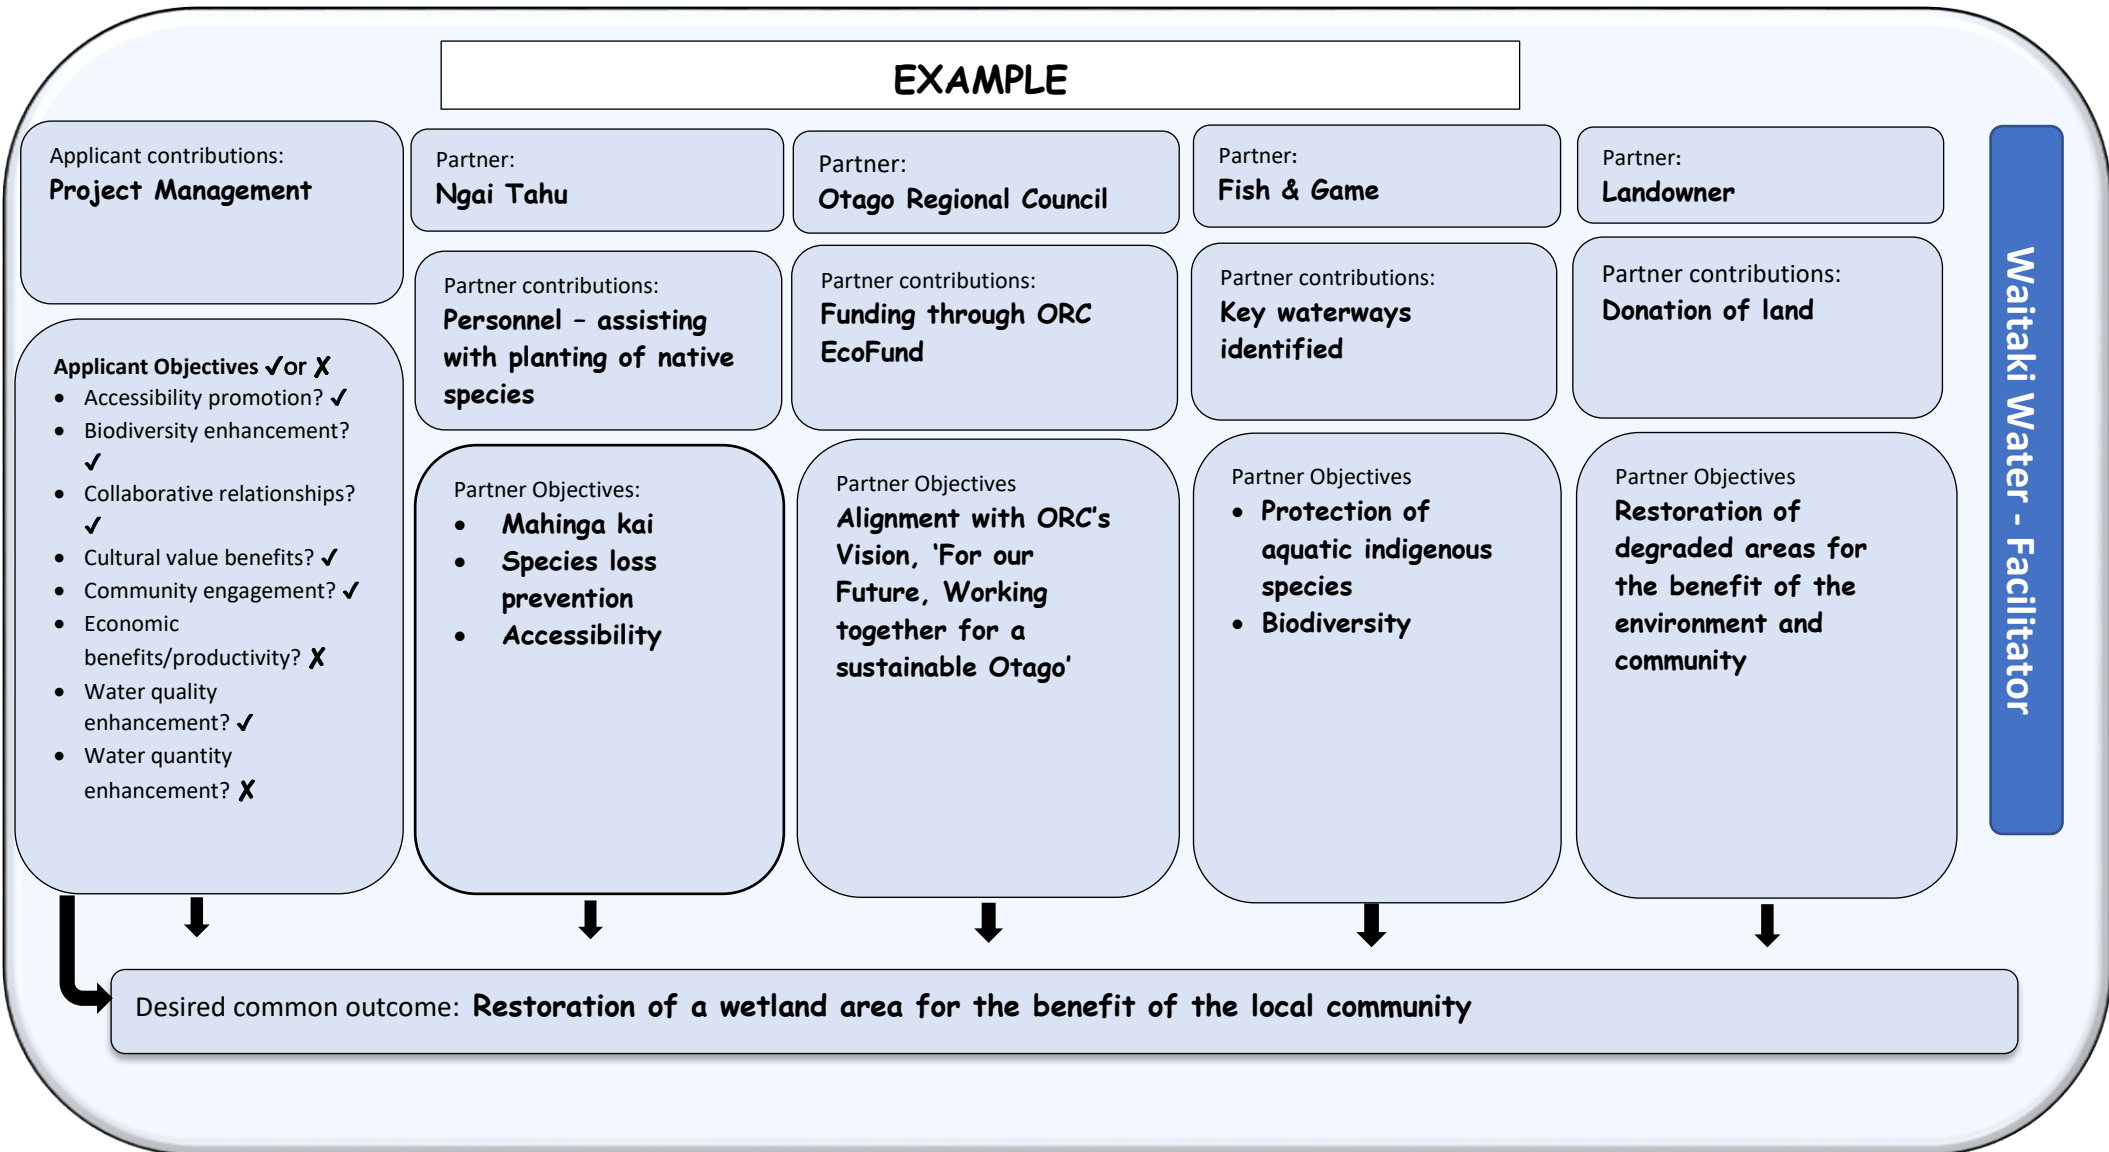 EXAMPLE
Applicant contributions:
Project Management
Applicant Objectives ✓or ✗
• Accessibility promotion? ✓
• Biodiversity enhancement?
✓
• Collaborative relationships?
✓
• Cultural value benefits? ✓
• Community engagement? ✓
• Economic
benefits/productivity? ✗
• Water quality
enhancement? ✓
• Water quantity
enhancement? ✗
Partner:
Ngai Tahu
Partner contributions:
Personnel – assisting
with planting of native
species
Partner Objectives:
• Mahinga kai
• Species loss
prevention
• Accessibility
Partner:
Otago Regional Council
Partner contributions:
Funding through ORC
EcoFund
Partner Objectives
Alignment with ORC’s
Vision, ‘For our
Future, Working
together for a
sustainable Otago’
Partner:
Fish & Game
Partner contributions:
Key waterways
identified
Partner Objectives
• Protection of
aquatic indigenous
species
• Biodiversity
Partner:
Landowner
Partner contributions:
Donation of land
Partner Objectives
Restoration of
degraded areas for
the benefit of the
environment and
community
Waitaki Water - Facilitator
Desired common outcome: Restoration of a wetland area for the benefit of the local community